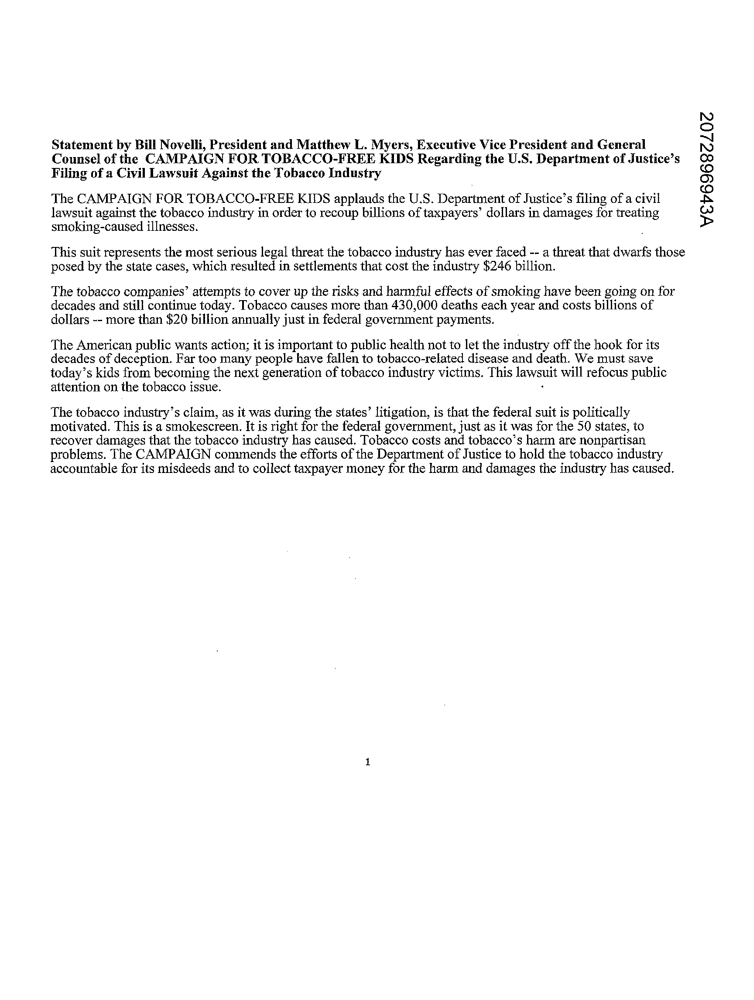 Statement by Bill Novelli, President and Matthew L. Myers, Executive Vice President and General
Counsel of the CAMPAIGN FOR TOBACCO-FREE KIDS Regarding the U.S. Department of Justice's
Filing of a Civil Lawsuit Against the Tobacco Industry
The CAMPAIGN FOR TOBACCO-FREE KIDS applauds the U.S. Department of Justice's filing of a civil
lawsuit against the tobacco industry in order to recoup billions of taxpayers' dollars in damages for treating
smoking-caused illnesses.
This suit represents the most serious legal threat the tobacco industry has ever faced -- a threat that dwarfs those
posed by the state cases, which resulted in settlements that cost the industry $246 billion.
The tobacco companies' attempts to cover up the risks and harmful effects of smoking have been going on for
decades and still continue today. Tobacco causes more than 430,000 deaths each year and costs billions of
dollars -- more than $20 billion annually just in federal government payments.
The American public wants action; it is important to public health not to let the industry off the hook for its
decades of deception. Far too many people have fallen to tobacco-related disease and death. We must save
today's kids from becoming the next generation of tobacco industry victims. This lawsuit will refocus public
attention on the tobacco issue.
The tobacco industry's claim, as it was during the states' litigation, is that the federal suit is politically
motivated. This is a smokescreen. It is right for the federal government, just as it was for the 50 states, to
recover damages that the tobacco industry has caused. Tobacco costs and tobacco's harm are nonpartisan
problems. The CAMPAIGN commends the efforts of the Department of Justice to hold the tobacco industry
accountable for its misdeeds and to collect taxpayer money for the harm and damages the industry has caused.
1
2072896943A